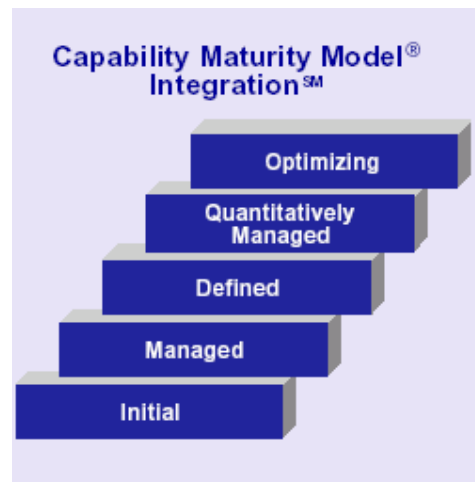 Capability Maturity Model®
Integration℠
Optimizing
Quantitatively
Managed
Defined
Managed
Initial